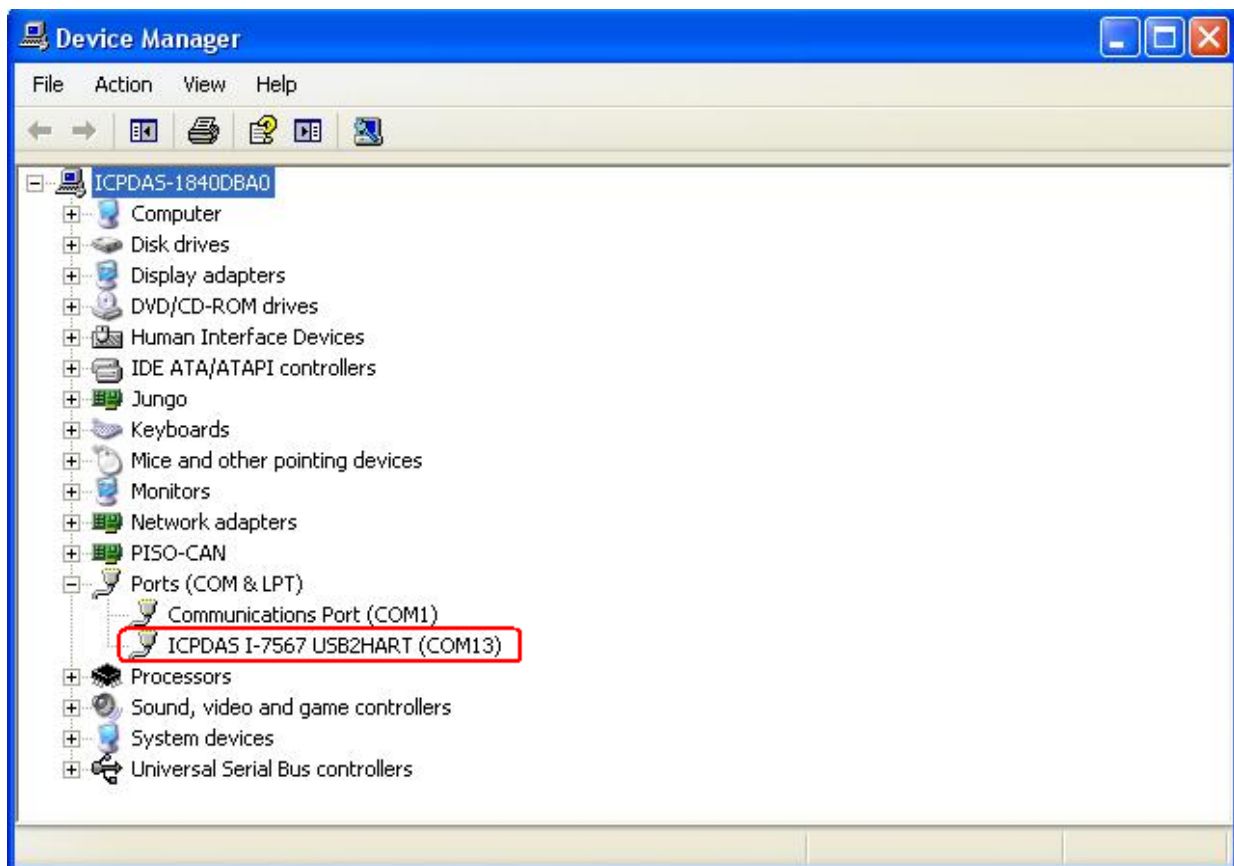 Device Manager
File Action View Help
ICPDAS-1840DBA0
Computer
Disk drives
Display adapters
DVD/CD-ROM drives
Human Interface Devices
IDE ATA/ATAPI controllers
Jungo
Keyboards
Mice and other pointing devices
Monitors
Network adapters
PISO-CAN
Ports (COM & LPT)
Communications Port (COM1)
ICPDAS I-7567 USB2HART (COM13)
Processors
Sound, video and game controllers
System devices
Universal Serial Bus controllers